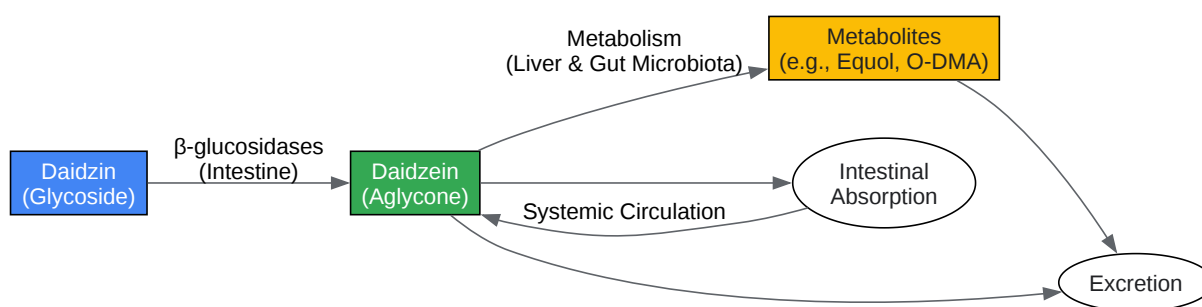 Daidzin
(Glycoside)
β-glucosidases
(Intestine)
Daidzein
(Aglycone)
Metabolism
(Liver & Gut Microbiota)
Metabolites
(e.g., Equol, O-DMA)
Intestinal
Absorption
Systemic Circulation
Excretion